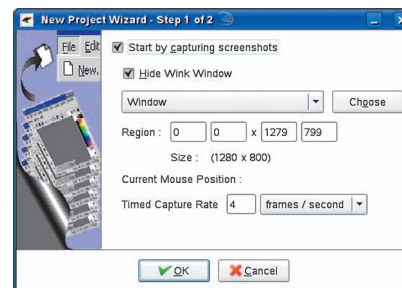 New Project Wizard - Step 1 of 2
File Edit
New.
Start by capturing screenshots
Hide Wink Window
Window
Choose
Region : 0 0 x 1279 799
Size : (1280 x 800)
Current Mouse Position :
Timed Capture Rate 4 frames / second
OK
Cancel